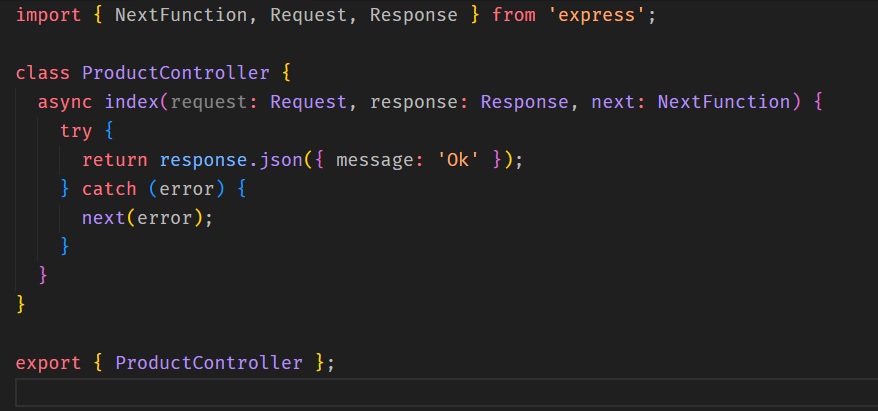 import { NextFunction, Request, Response } from 'express';
class ProductController {
async index(request: Request, response: Response, next: NextFunction) {
try {
return response.json({ message: 'Ok' });
} catch (error) {
next(error);
}
}
}
export { ProductController };